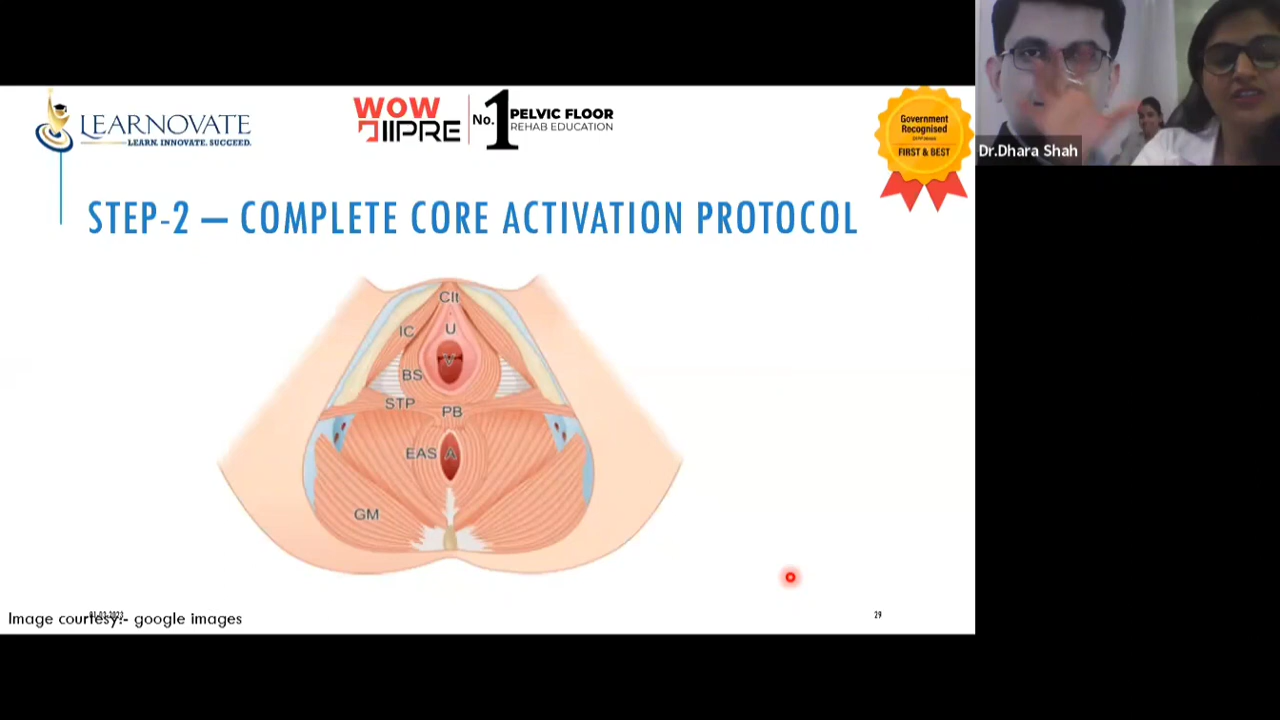 LEARNOVATE
LEARN. INNOVATE. SUCCEED.
WOW
IIPRE
No.1 PELVIC FLOOR
REHAB EDUCATION
Government
Recognised
FIRST & BEST
Dr.Dhara Shah
STEP-2 – COMPLETE CORE ACTIVATION PROTOCOL
Clt
IC
U
V
BS
STP
PB
EAS
A
GM
Image courtesy:- google images
29